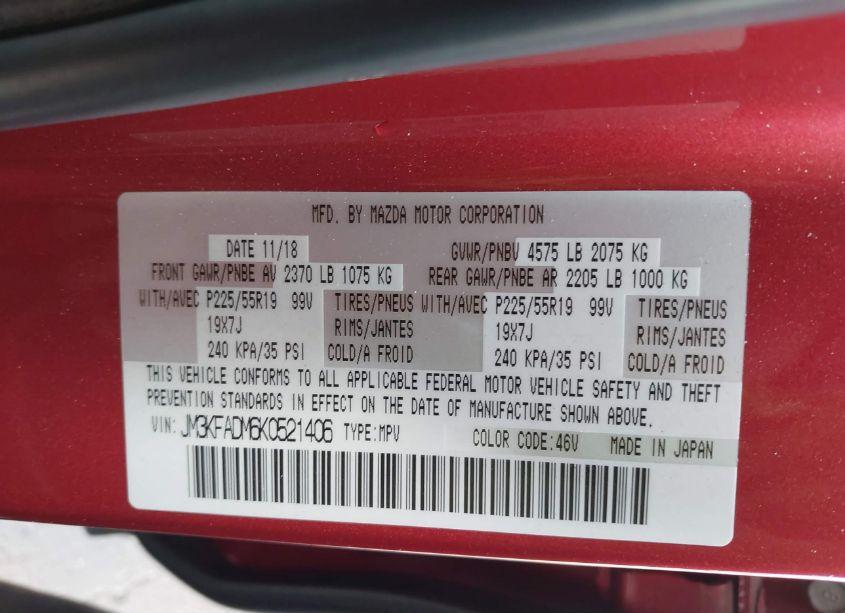 MFD. BY MAZDA MOTOR CORPORATION
DATE 11/18 GVWR/PNBV 4575 LB 2075 KG
FRONT GAWR/PNBE AV 2370 LB 1075 KG REAR GAWR/PNBE AR 2205 LB 1000 KG
WITH/AVEC P225/55R19 99V TIRES/PNEUS WITH/AVEC P225/55R19 99V TIRES/PNEUS
19X7J RIMS/JANTES 19X7J RIMS/JANTES
240 KPA/35 PSI COLD/A FROID 240 KPA/35 PSI COLD/A FROID
THIS VEHICLE CONFORMS TO ALL APPLICABLE FEDERAL MOTOR VEHICLE SAFETY AND THEFT
PREVENTION STANDARDS IN EFFECT ON THE DATE OF MANUFACTURE SHOWN ABOVE.
VIN: JM3KFADM6K0521406 TYPE:MPV COLOR CODE:46V MADE IN JAPAN